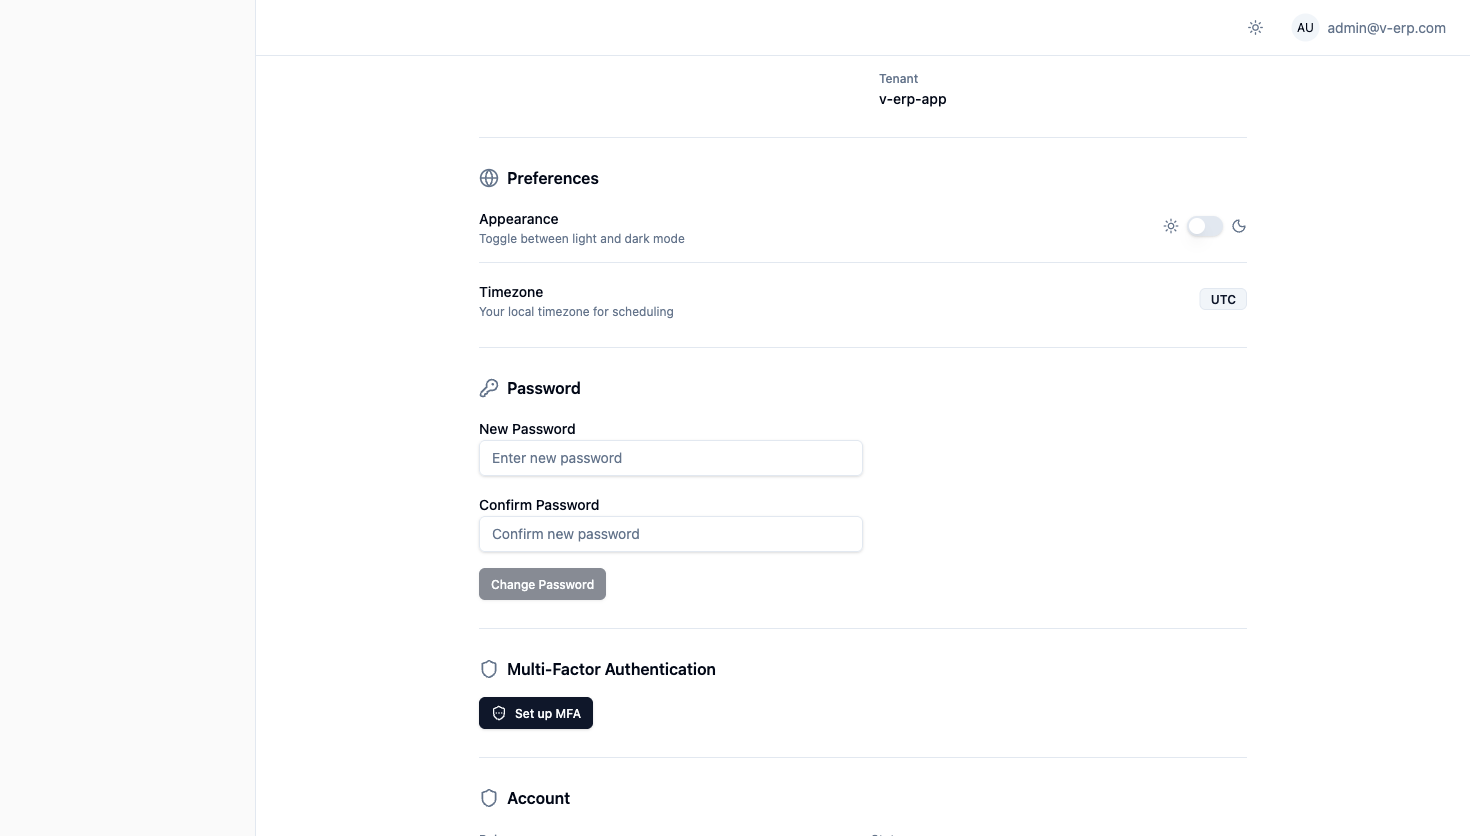 AU admin@v-erp.com
Tenant
v-erp-app
Preferences
Appearance
Toggle between light and dark mode
Timezone
Your local timezone for scheduling
UTC
Password
New Password
Enter new password
Confirm Password
Confirm new password
Change Password
Multi-Factor Authentication
Set up MFA
Account